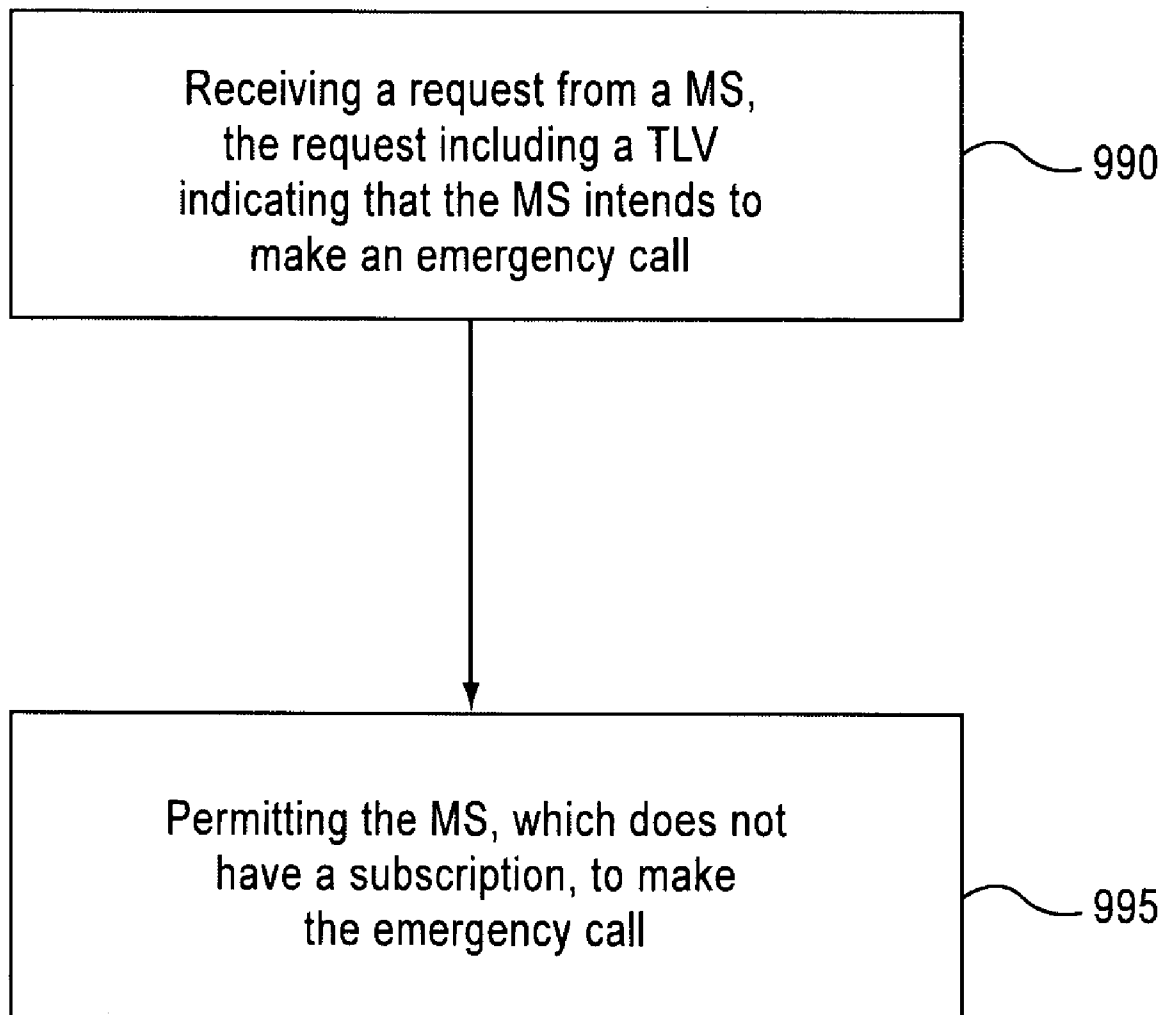 Receiving a request from a MS,
the request including a TLV
indicating that the MS intends to
make an emergency call
990
Permitting the MS, which does not
have a subscription, to make
the emergency call
995